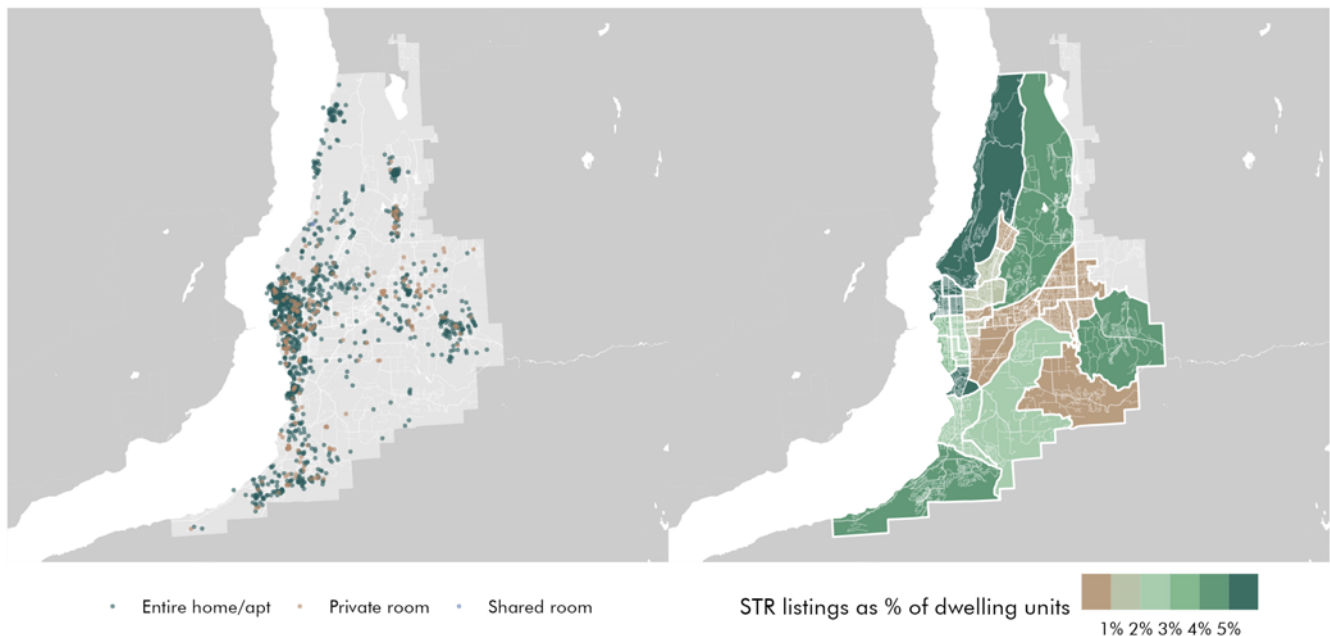 Entire home/apt Private room Shared room
STR listings as % of dwelling units
1% 2% 3% 4% 5%